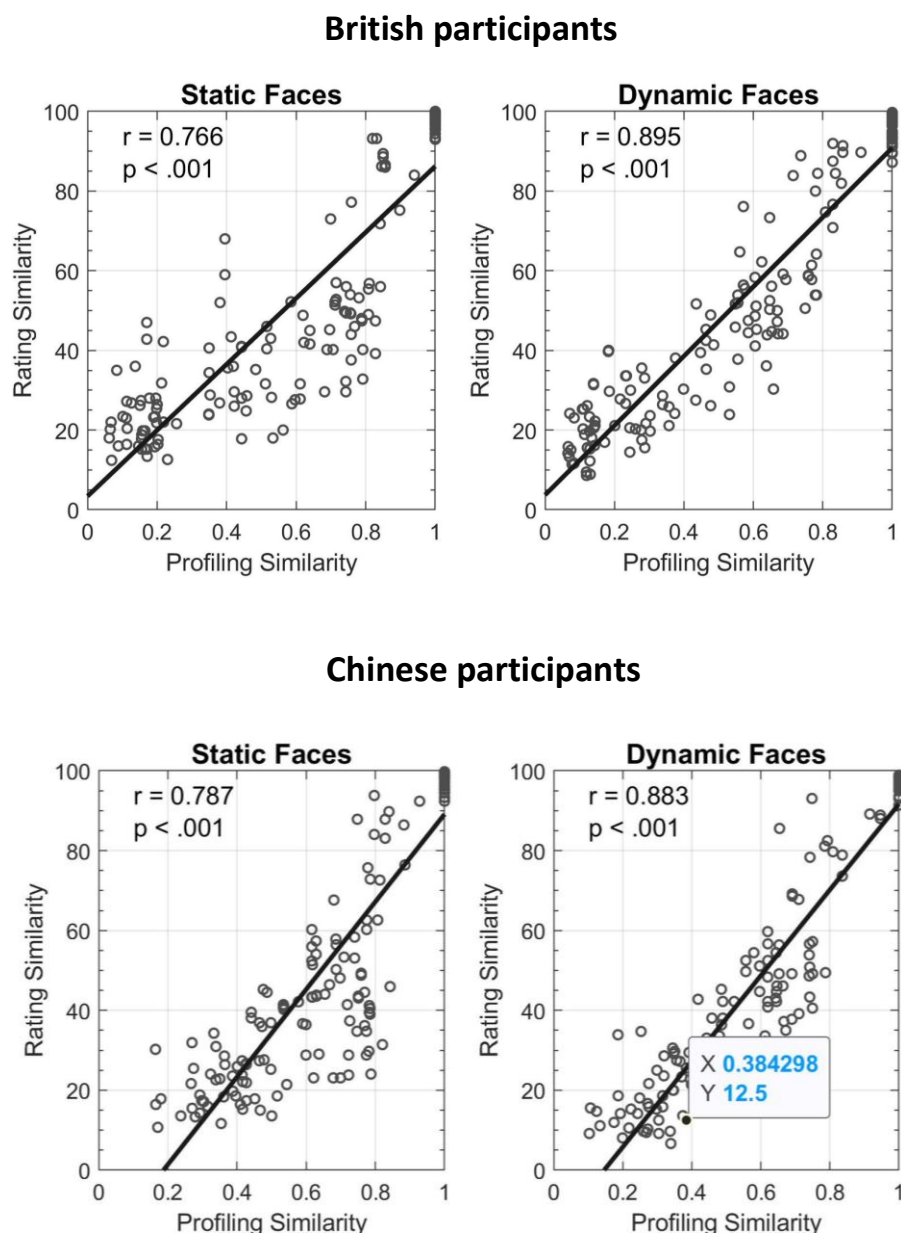 British participants
Static Faces
r = 0.766
p < .001
100
80
60
40
20
0
Rating Similarity
0 0.2 0.4 0.6 0.8 1
Profiling Similarity
Dynamic Faces
r = 0.895
p < .001
100
80
60
40
20
0
Rating Similarity
0 0.2 0.4 0.6 0.8 1
Profiling Similarity
Chinese participants
Static Faces
r = 0.787
p < .001
100
80
60
40
20
0
Rating Similarity
0 0.2 0.4 0.6 0.8 1
Profiling Similarity
Dynamic Faces
r = 0.883
p < .001
100
80
60
40
20
0
Rating Similarity
X 0.384298
Y 12.5
0 0.2 0.4 0.6 0.8 1
Profiling Similarity